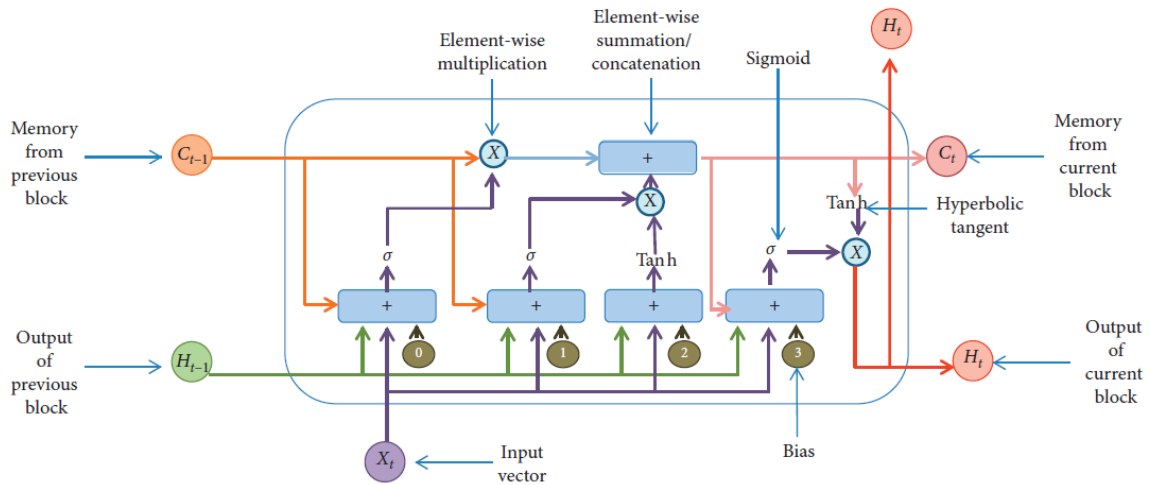 Element-wise
multiplication
Element-wise
summation/
concatenation
Sigmoid
H_t
Memory
from
previous
block
C_{t−1}
X
+
C_t
Memory
from
current
block
X
Tanh
Hyperbolic
tangent
σ
σ
Tanh
σ
X
+
+
+
+
Output
of
previous
block
H_{t−1}
0
1
2
3
H_t
Output
of
current
block
X_t
Input
vector
Bias